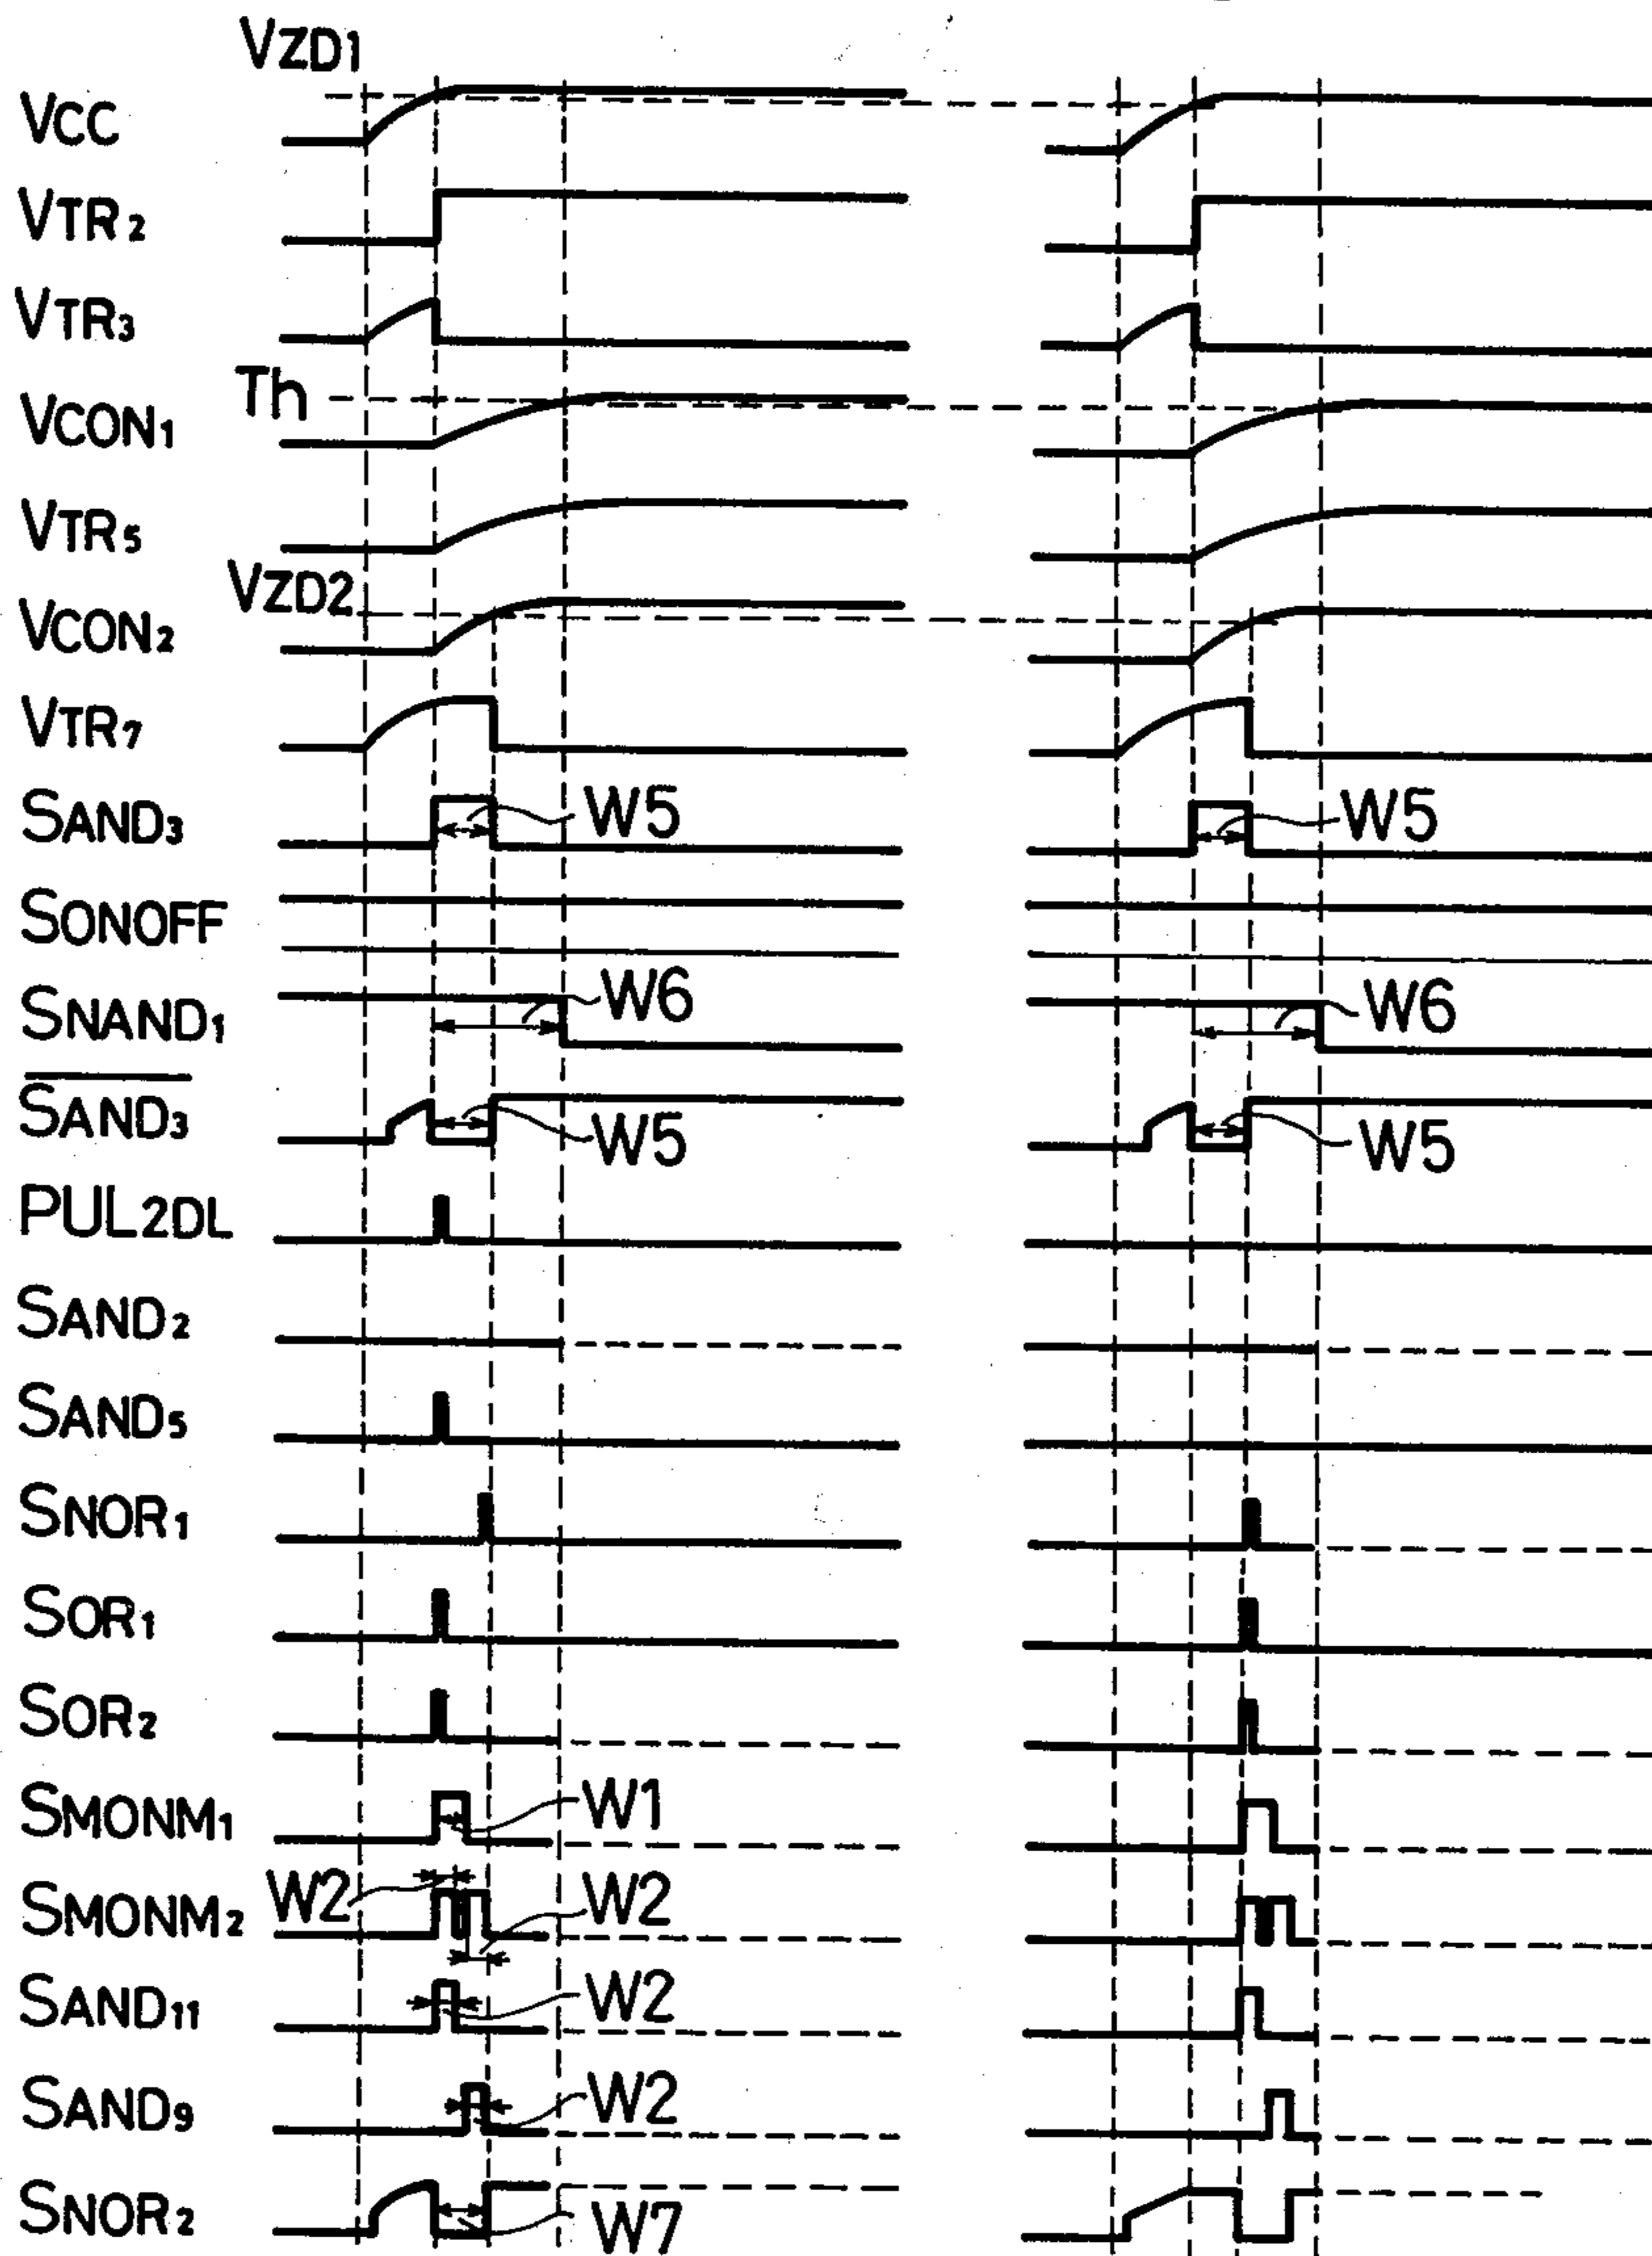 VZD1
VCC
VTR2
VTR3
Th
VCON1
VTR5
VZD2
VCON2
VTR7
SAND3 W5 W5
SONOFF
SNAND1 W6 W6
SAND3 W5 W5
PUL2DL
SAND2
SAND5
SNOR1
SOR1
SOR2
SMONM1 W1
W2 SMONM2 W2
SAND11 W2
SAND9 W2
SNOR2 W7